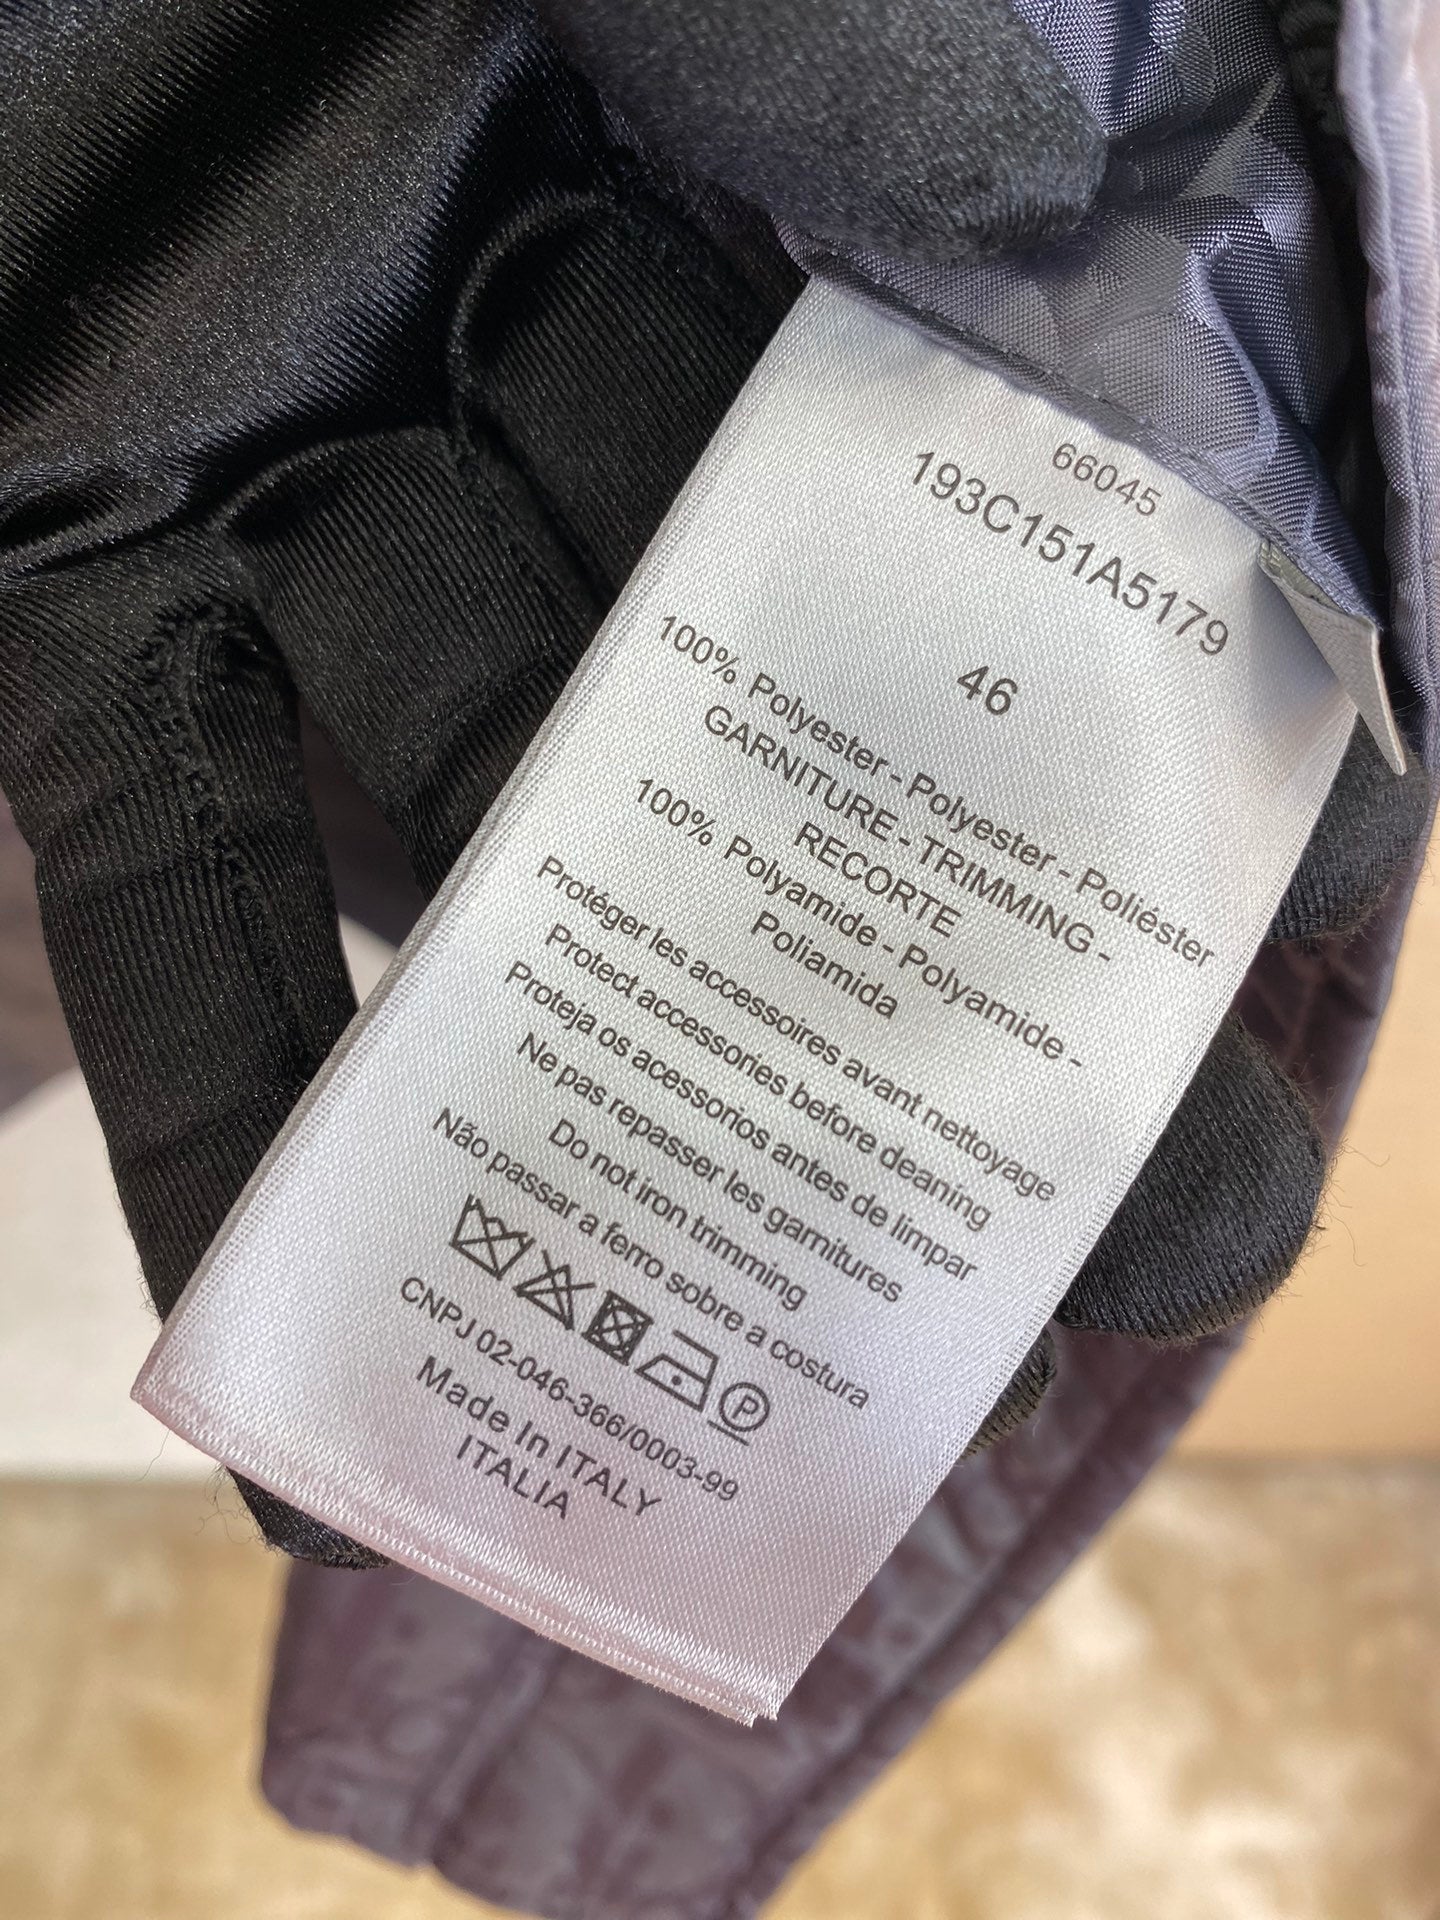 66045
193C151A5179
46
100% Polyester - Polyester - Poliéster
GARNITURE - TRIMMING -
RECORTE
100% Polyamide - Polyamide -
Poliamida
Protéger les accessoires avant nettoyage
Protect accessories before deaning
Proteja os acessorios antes de limpar
Ne pas repasser les garnitures
Do not iron trimming
Não passar a ferro sobre a costura
P
CNPJ 02-046-366/0003-99
Made In ITALY
ITALIA